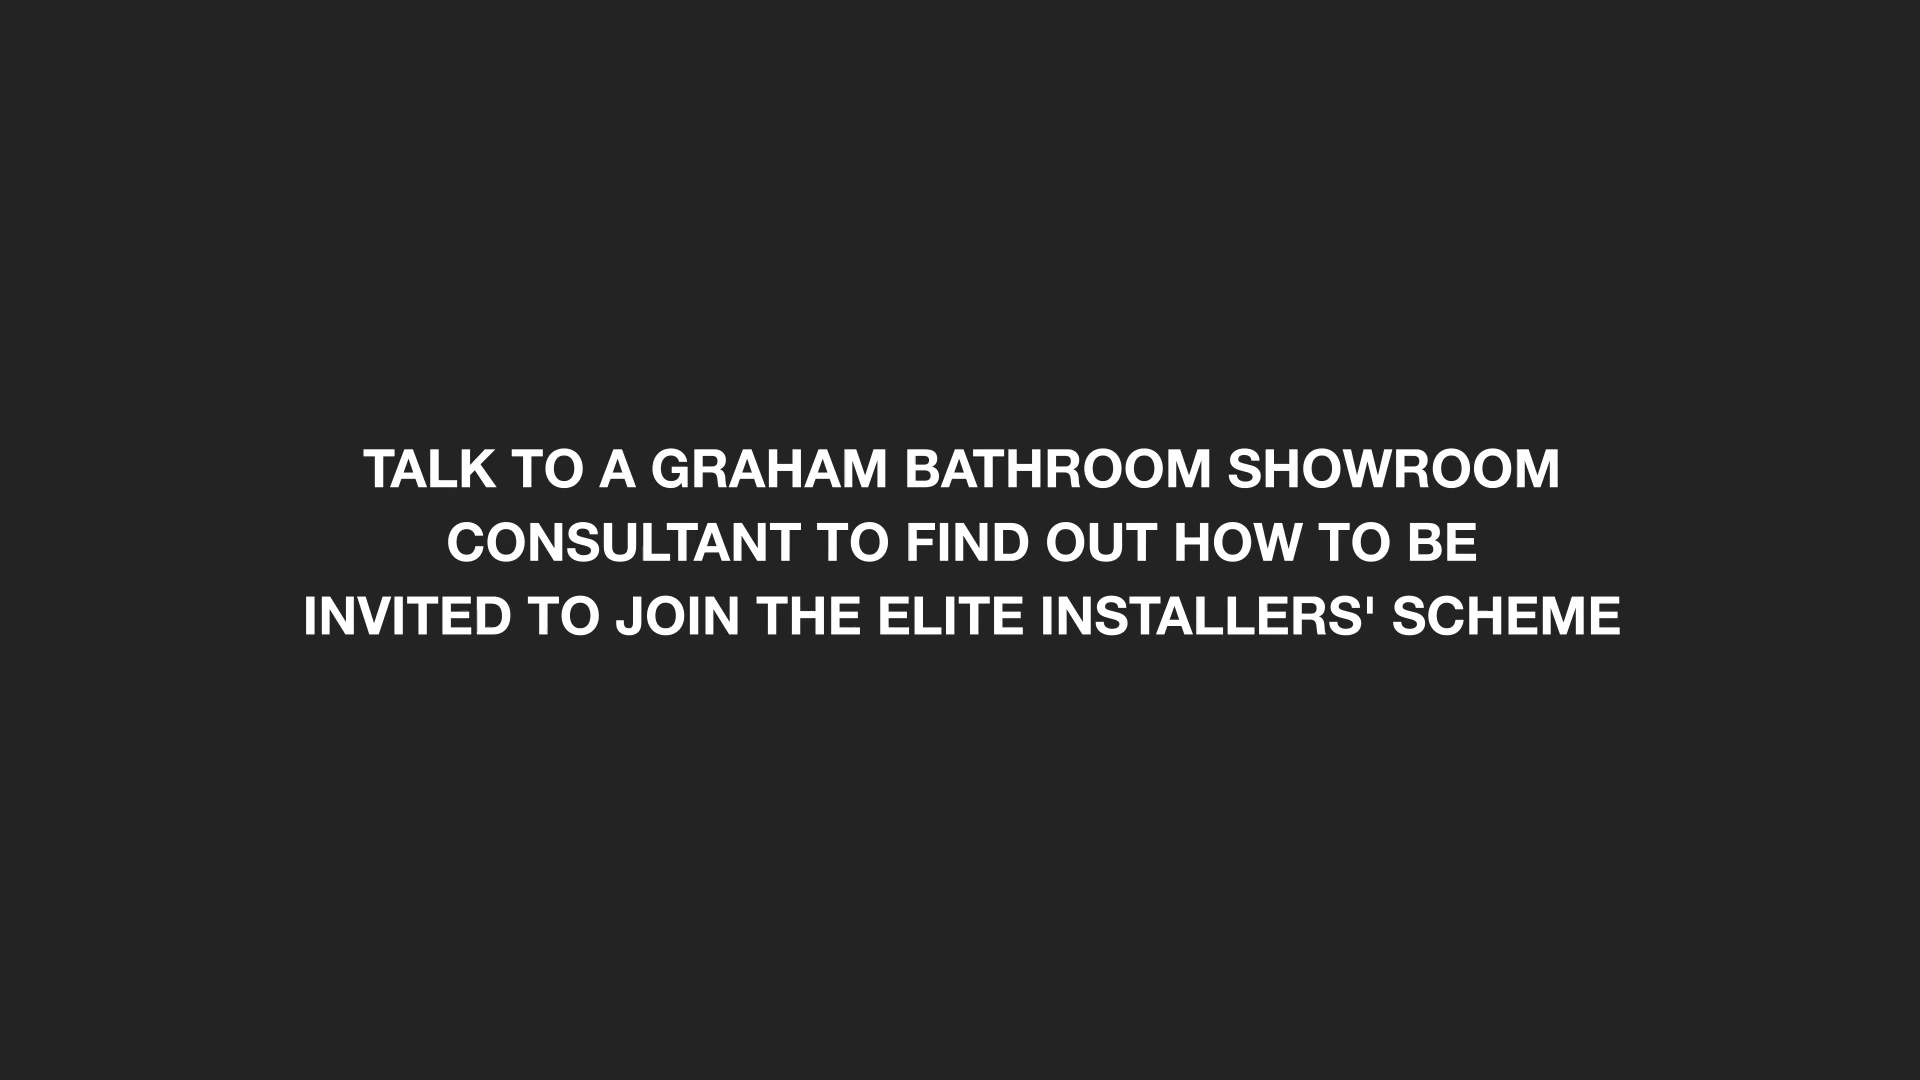 TALK TO A GRAHAM BATHROOM SHOWROOM
CONSULTANT TO FIND OUT HOW TO BE
INVITED TO JOIN THE ELITE INSTALLERS' SCHEME